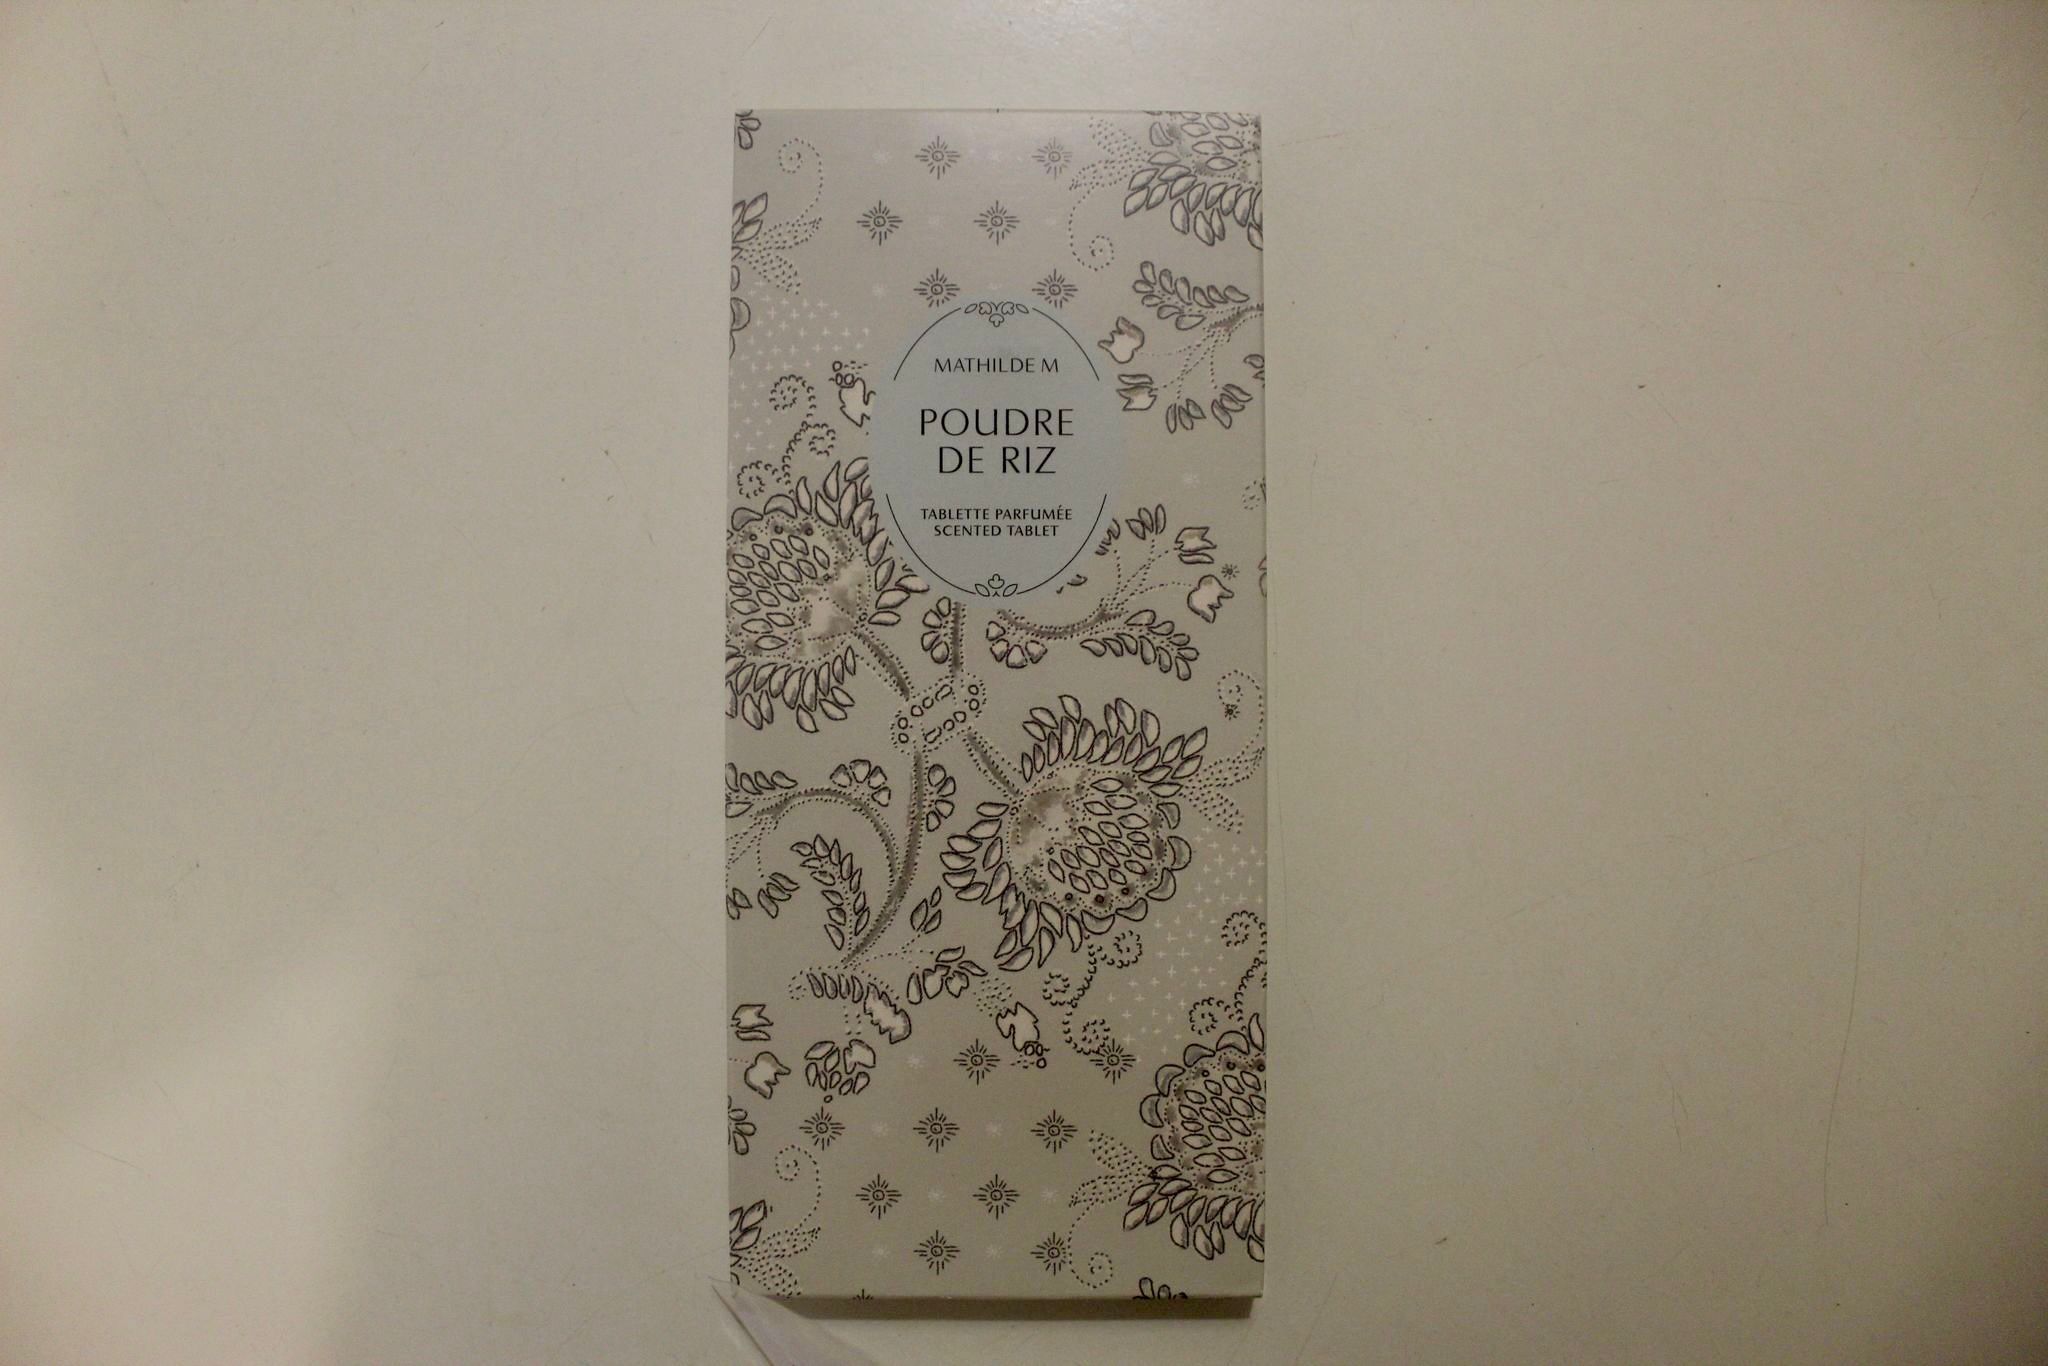 MATHILDE M
POUDRE
DE RIZ
TABLETTE PARFUMÉE
SCENTED TABLET